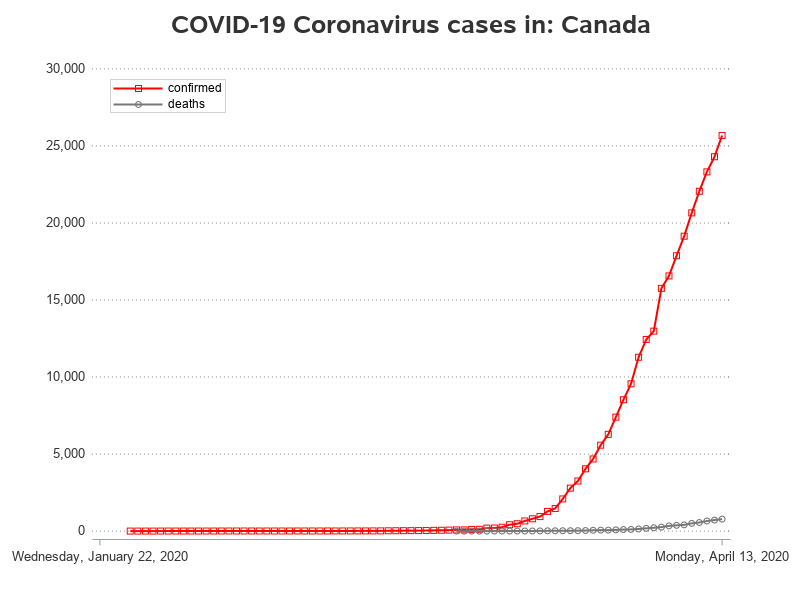 COVID-19 Coronavirus cases in: Canada
30,000
confirmed
deaths
25,000
20,000
15,000
10,000
5,000
0
Wednesday, January 22, 2020 Monday, April 13, 2020